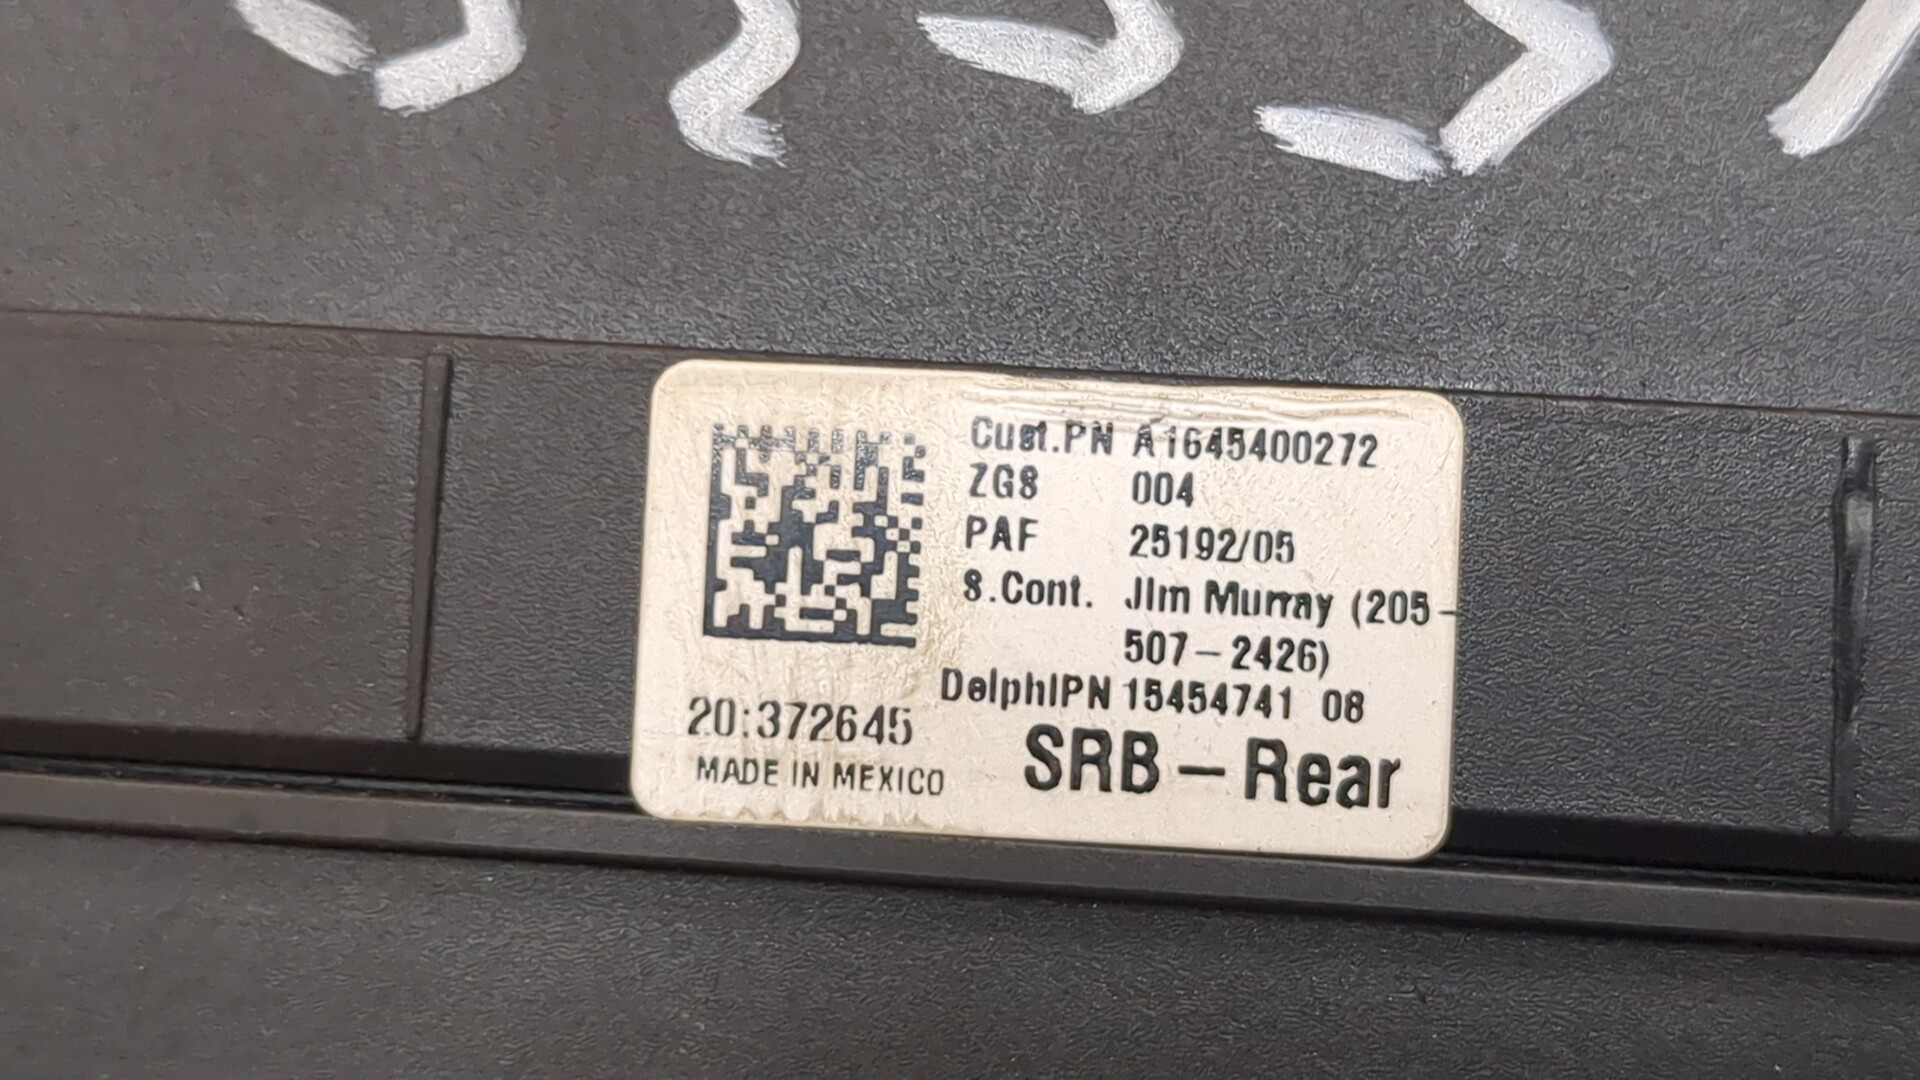 Cust.PN A1645400272
ZGS 004
PAF 25192/05
S.Cont. Jim Murray (205-
507-2426)
DelphiPN 15454741 08
20:372645
SRB-Rear
MADE IN MEXICO